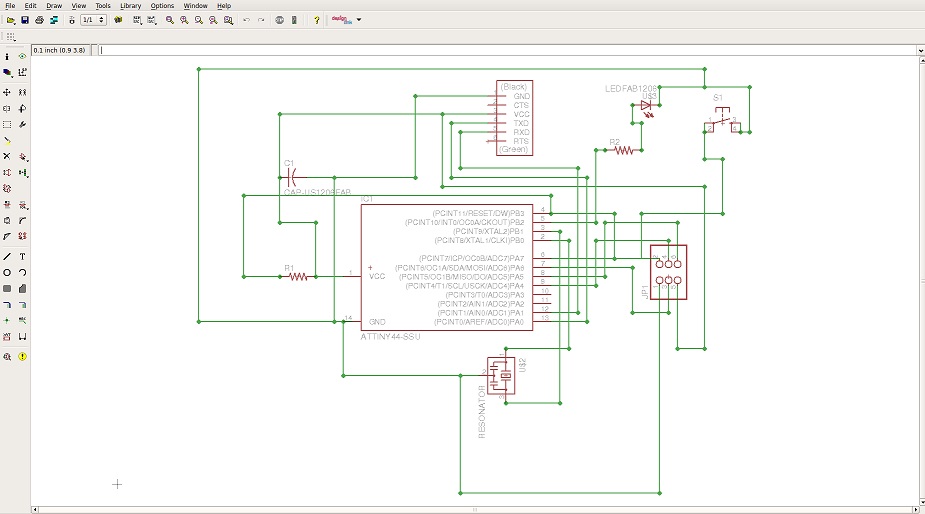 File Edit Draw View Tools Library Options Window Help
1/1
0.1 inch (0.9 3.8)
(Black)
GND
CTS
VCC
TXD
RXD
RTS
(Green)
LEDFAB1206
U$3
S1
R2
C1
CAP-US1206FAB
IC1
(PCINT11/RESET/DW)PB3
(PCINT10/INT0/OC0A/CKOUT)PB2
(PCINT9/XTAL2)PB1
(PCINT8/XTAL1/CLKI)PB0
(PCINT7/ICP/OC0B/ADC7)PA7
(PCINT6/OC1A/SDA/MOSI/ADC6)PA6
(PCINT5/OC1B/MISO/DO/ADC5)PA5
(PCINT4/T1/SCL/USCK/ADC4)PA4
(PCINT3/T0/ADC3)PA3
(PCINT2/AIN1/ADC2)PA2
(PCINT1/AIN0/ADC1)PA1
(PCINT0/AREF/ADC0)PA0
4
5
3
2
6
7
8
9
10
11
12
13
R1
1
VCC
14
GND
ATTINY44-SSU
JP1
U$2
RESONATOR